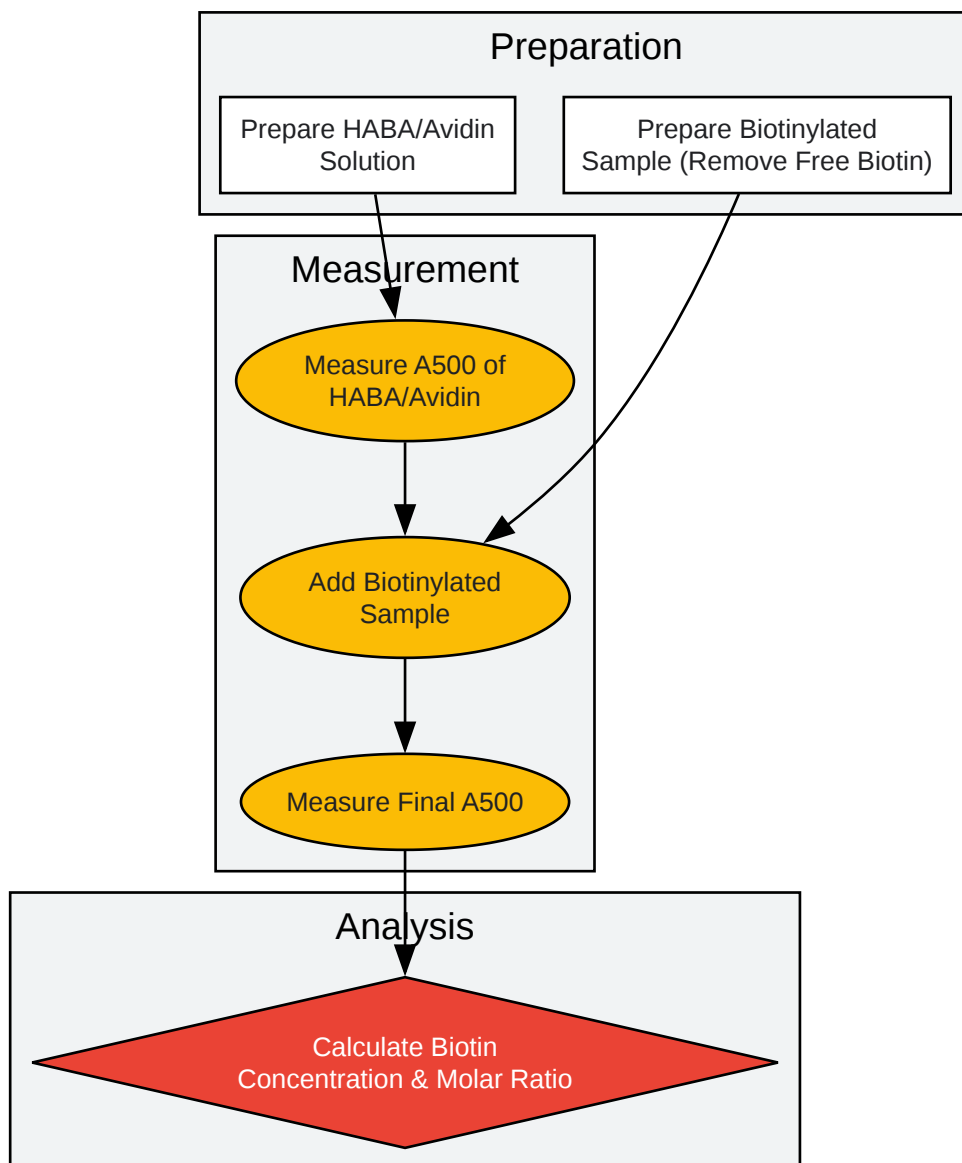 Preparation
Prepare HABA/Avidin
Solution
Prepare Biotinylated
Sample (Remove Free Biotin)
Measurement
Measure A500 of
HABA/Avidin
Add Biotinylated
Sample
Measure Final A500
Analysis
Calculate Biotin
Concentration & Molar Ratio